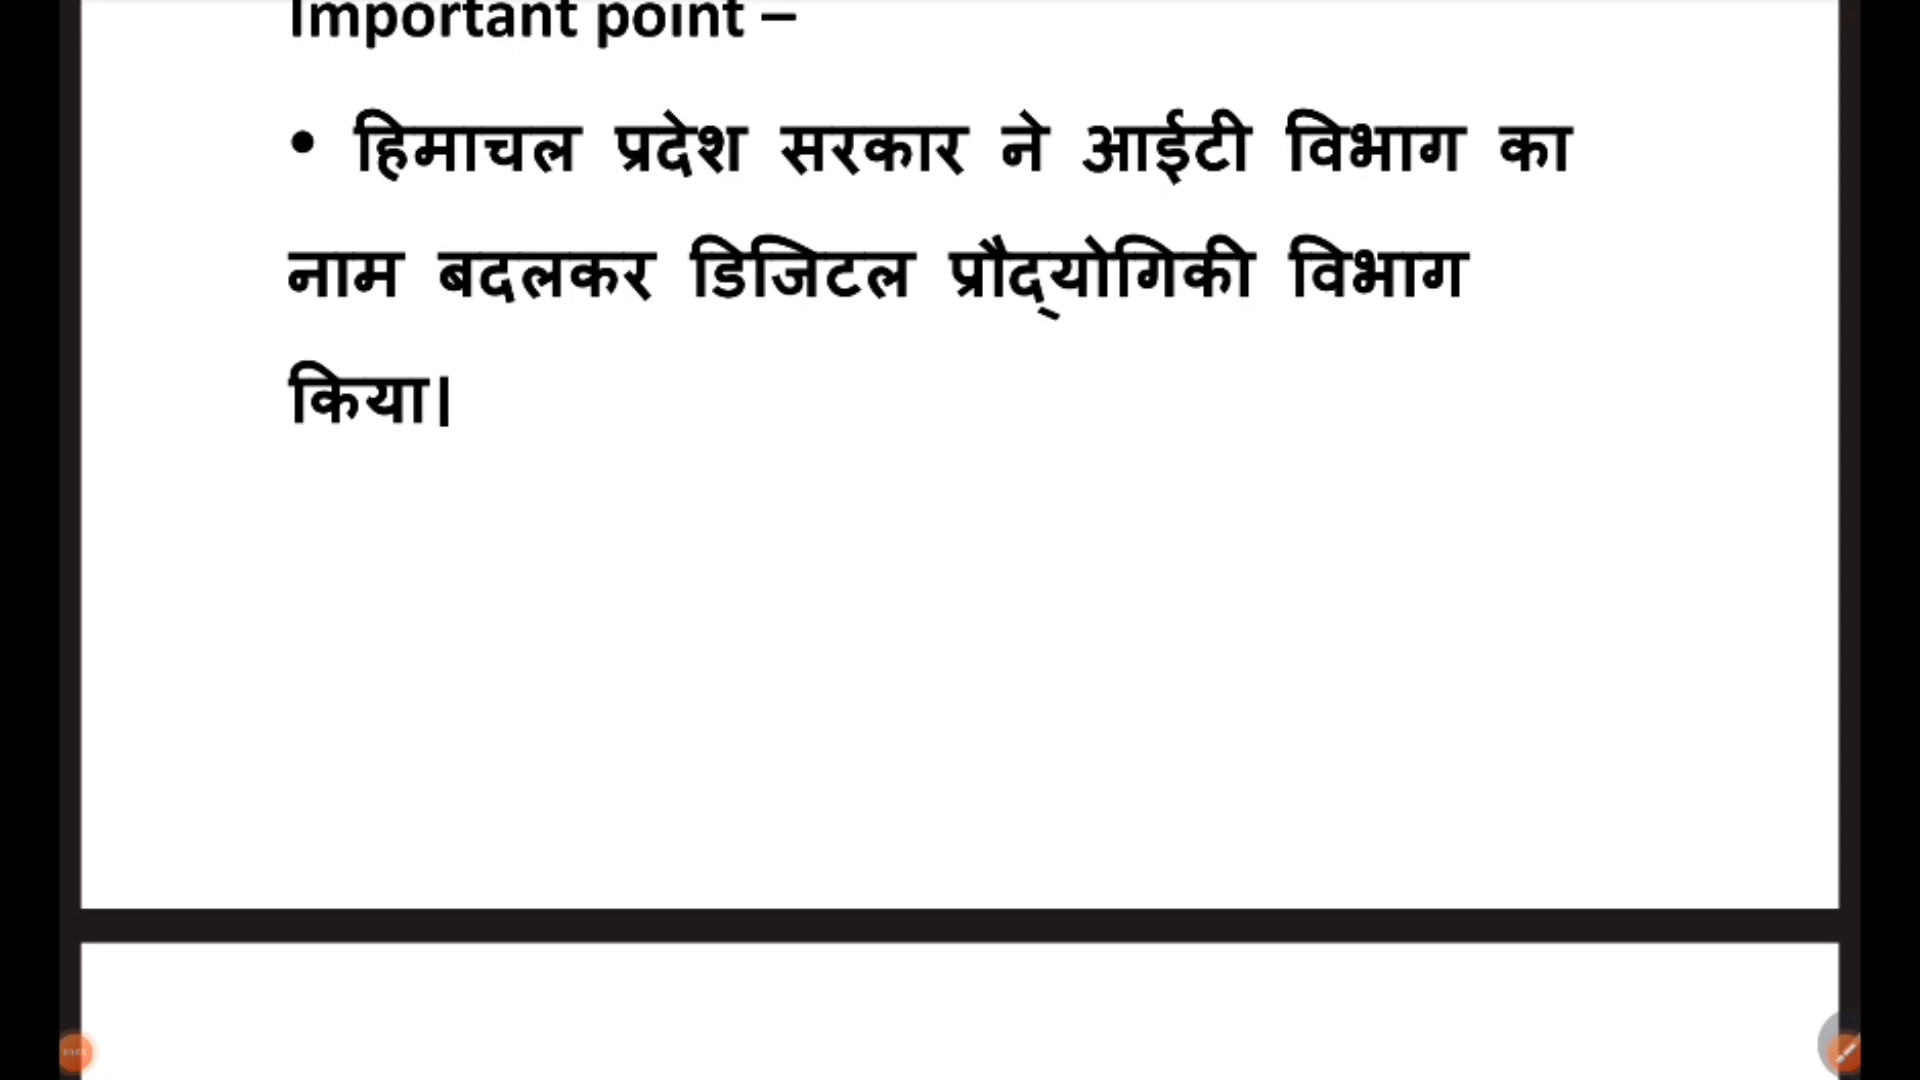 Important point –
• हिमाचल प्रदेश सरकार ने आईटी विभाग का
नाम बदलकर डिजिटल प्रौद्योगिकी विभाग
किया।